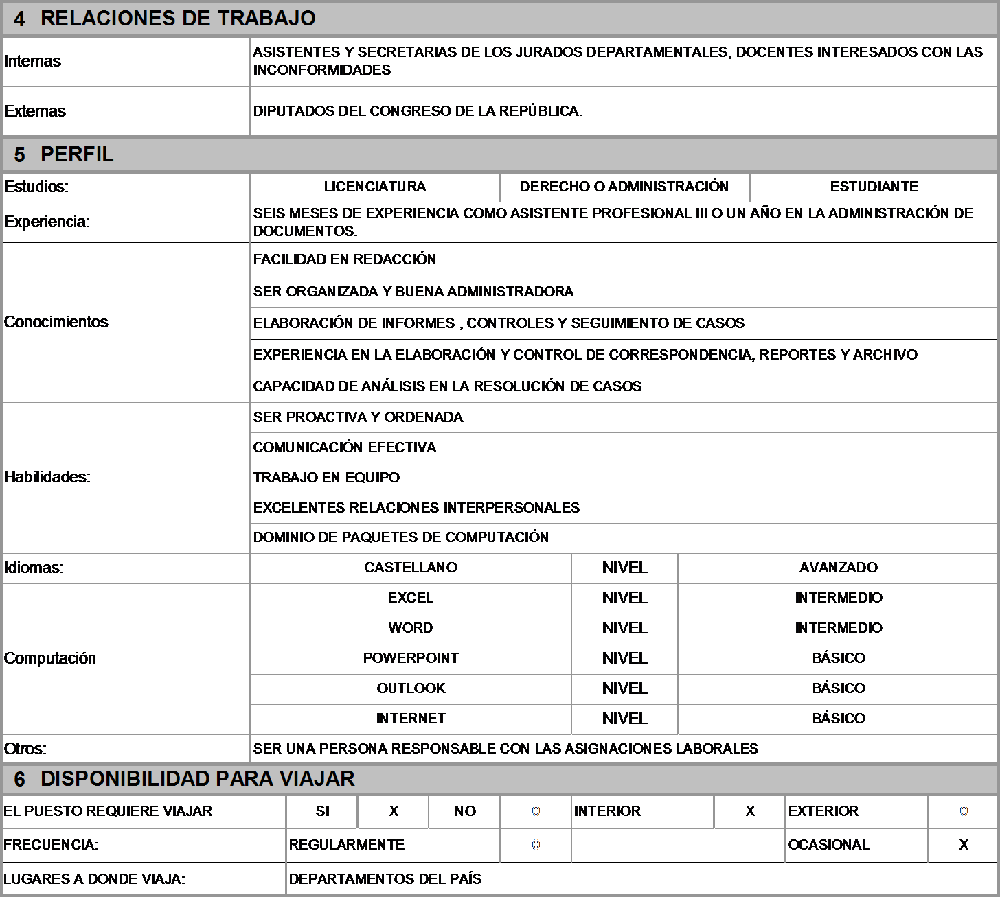 4 RELACIONES DE TRABAJO
Internas
ASISTENTES Y SECRETARIAS DE LOS JURADOS DEPARTAMENTALES, DOCENTES INTERESADOS CON LAS
INCONFORMIDADES
Externas
DIPUTADOS DEL CONGRESO DE LA REPÚBLICA.
5 PERFIL
Estudios: LICENCIATURA DERECHO O ADMINISTRACIÓN ESTUDIANTE
Experiencia:
SEIS MESES DE EXPERIENCIA COMO ASISTENTE PROFESIONAL III O UN AÑO EN LA ADMINISTRACIÓN DE
DOCUMENTOS.
Conocimientos
FACILIDAD EN REDACCIÓN
SER ORGANIZADA Y BUENA ADMINISTRADORA
ELABORACIÓN DE INFORMES , CONTROLES Y SEGUIMIENTO DE CASOS
EXPERIENCIA EN LA ELABORACIÓN Y CONTROL DE CORRESPONDENCIA, REPORTES Y ARCHIVO
CAPACIDAD DE ANÁLISIS EN LA RESOLUCIÓN DE CASOS
Habilidades:
SER PROACTIVA Y ORDENADA
COMUNICACIÓN EFECTIVA
TRABAJO EN EQUIPO
EXCELENTES RELACIONES INTERPERSONALES
DOMINIO DE PAQUETES DE COMPUTACIÓN
Idiomas: CASTELLANO NIVEL AVANZADO
Computación
EXCEL NIVEL INTERMEDIO
WORD NIVEL INTERMEDIO
POWERPOINT NIVEL BÁSICO
OUTLOOK NIVEL BÁSICO
INTERNET NIVEL BÁSICO
Otros: SER UNA PERSONA RESPONSABLE CON LAS ASIGNACIONES LABORALES
6 DISPONIBILIDAD PARA VIAJAR
EL PUESTO REQUIERE VIAJAR SI X NO 0 INTERIOR X EXTERIOR 0
FRECUENCIA: REGULARMENTE 0 OCASIONAL X
LUGARES A DONDE VIAJA: DEPARTAMENTOS DEL PAÍS